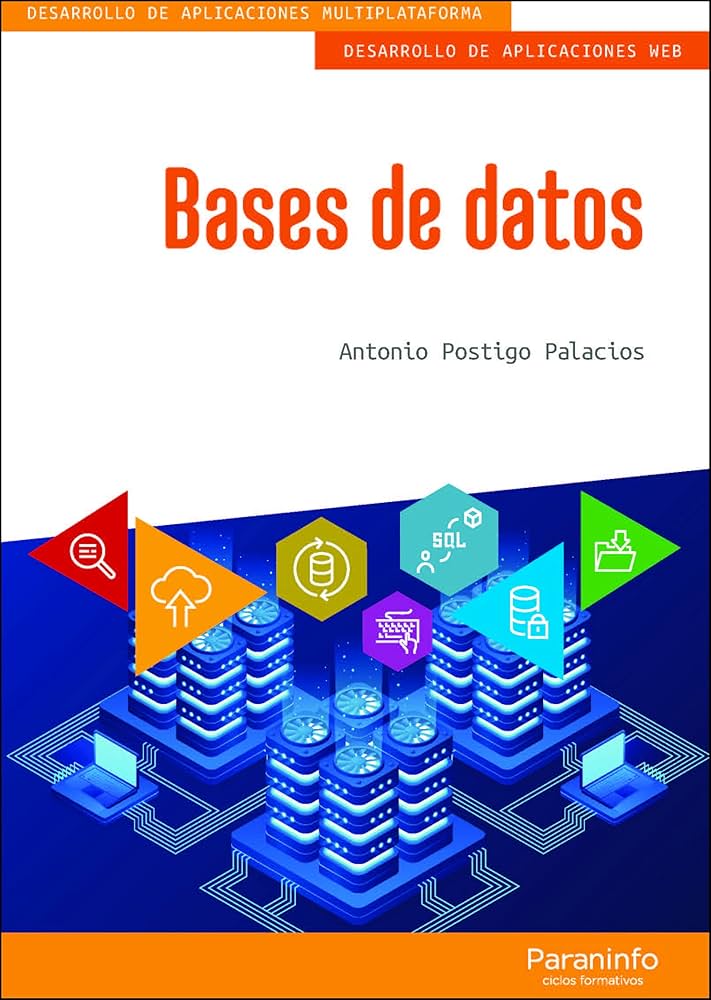 DESARROLLO DE APLICACIONES MULTIPLATAFORMA
DESARROLLO DE APLICACIONES WEB
Bases de datos
Antonio Postigo Palacios
SQL
Paraninfo
ciclos formativos